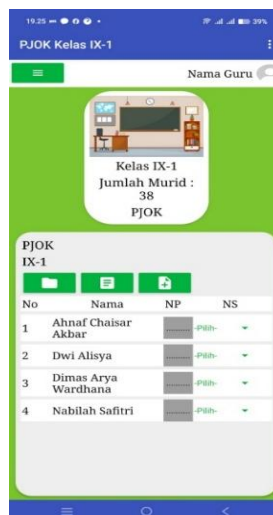 19.25
39%
PJOK Kelas IX-1
Nama Guru
Kelas IX-1
Jumlah Murid :
38
PJOK
PJOK
IX-1
No Nama NP NS
1 Ahnaf Chaisar Akbar ........... -Pilih-
2 Dwi Alisya ........... -Pilih-
3 Dimas Arya Wardhana ........... -Pilih-
4 Nabilah Safitri ........... -Pilih-